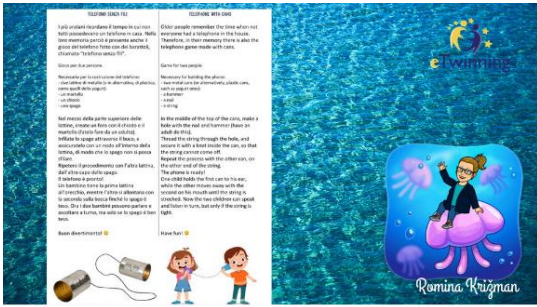 TELEFONO SENZA FILI
I più anziani ricordano il tempo in cui non
tutti possedevano un telefono in casa. Nella
loro memoria perciò è presente anche il
gioco del telefono fatto con dei barattoli,
chiamato "telefono senza fili".
Gioco per due persone.
Necessario per la costruzione del telefono:
- due lattine di metallo (o in alternativa, di plastica,
come quelli dello yogurt)
- un martello
- un chiodo
- uno spago
Nel mezzo della parte superiore delle
lattine, create un foro con il chiodo e il
martello (fatelo fare da un adulto).
Infilate lo spago attraverso il buco, e
assicuratelo con un nodo all'interno della
lattina, di modo che lo spago non si possa
sfilare.
Ripetere il procedimento con l'altra lattina,
dall'altro capo dello spago.
Il telefono è pronto!
Un bambino tiene la prima lattina
all'orecchio, mentre l'altro si allontana con
la seconda sulla bocca finché lo spago è
teso. Ora i due bambini possono parlare e
ascoltare a turno, ma solo se lo spago è ben
teso.
Buon divertimento!
TELEPHONE WITH CANS
Older people remember the time when not
everyone had a telephone in the house.
Therefore, in their memory there is also the
telephone game made with cans.
Game for two people.
Necessary for building the phone:
- two metal cans (or alternatively, plastic cans,
such as yogurt ones)
- a hammer
- a nail
- a string
In the middle of the top of the cans, make a
hole with the nail and hammer (have an
adult do this).
Thread the string through the hole, and
secure it with a knot inside the can, so that
the string cannot come off.
Repeat the process with the other can, on
the other end of the string.
The phone is ready!
One child holds the first can to his ear,
while the other moves away with the
second on his mouth until the string is
stretched. Now the two children can speak
and listen in turn, but only if the string is
tight.
Have fun!
eTwinning
Romina Križman